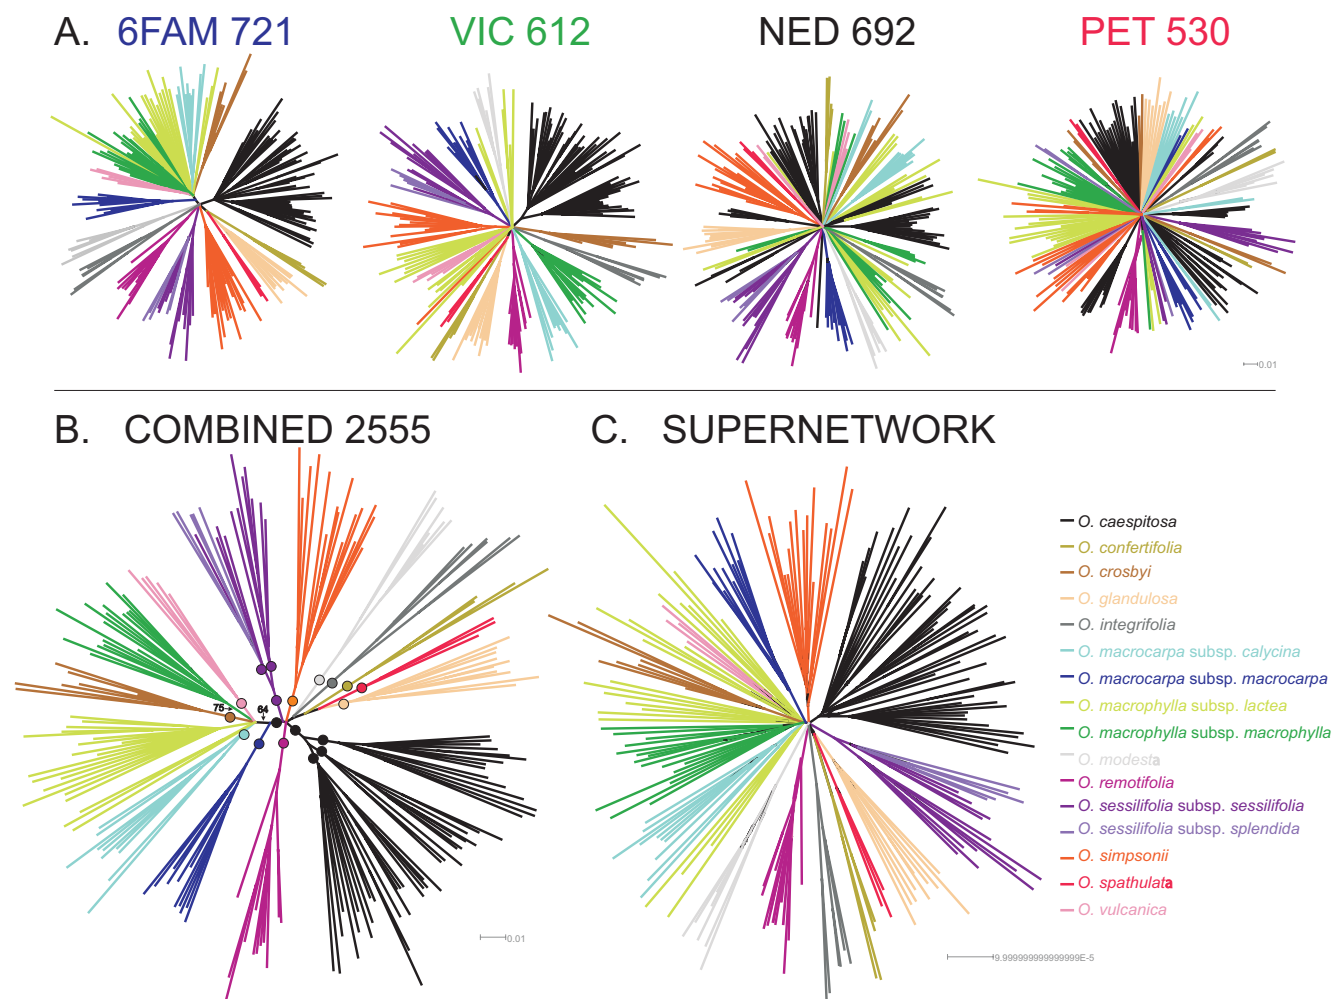 A. 6FAM 721 VIC 612 NED 692 PET 530
0.01
B. COMBINED 2555 C. SUPERNETWORK
75
64
O. caespitosa
O. confertifolia
O. crosbyi
O. glandulosa
O. integrifolia
O. macrocarpa subsp. calycina
O. macrocarpa subsp. macrocarpa
O. macrophylla subsp. lactea
O. macrophylla subsp. macrophylla
O. modesta
O. remotifolia
O. sessilifolia subsp. sessilifolia
O. sessilifolia subsp. splendida
O. simpsonii
O. spathulata
O. vulcanica
0.01
9.999999999999999E-5